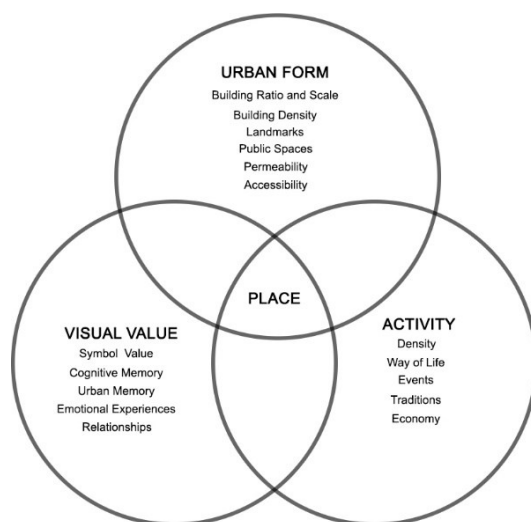 URBAN FORM
Building Ratio and Scale
Building Density
Landmarks
Public Spaces
Permeability
Accessibility
PLACE
VISUAL VALUE
Symbol Value
Cognitive Memory
Urban Memory
Emotional Experiences
Relationships
ACTIVITY
Density
Way of Life
Events
Traditions
Economy